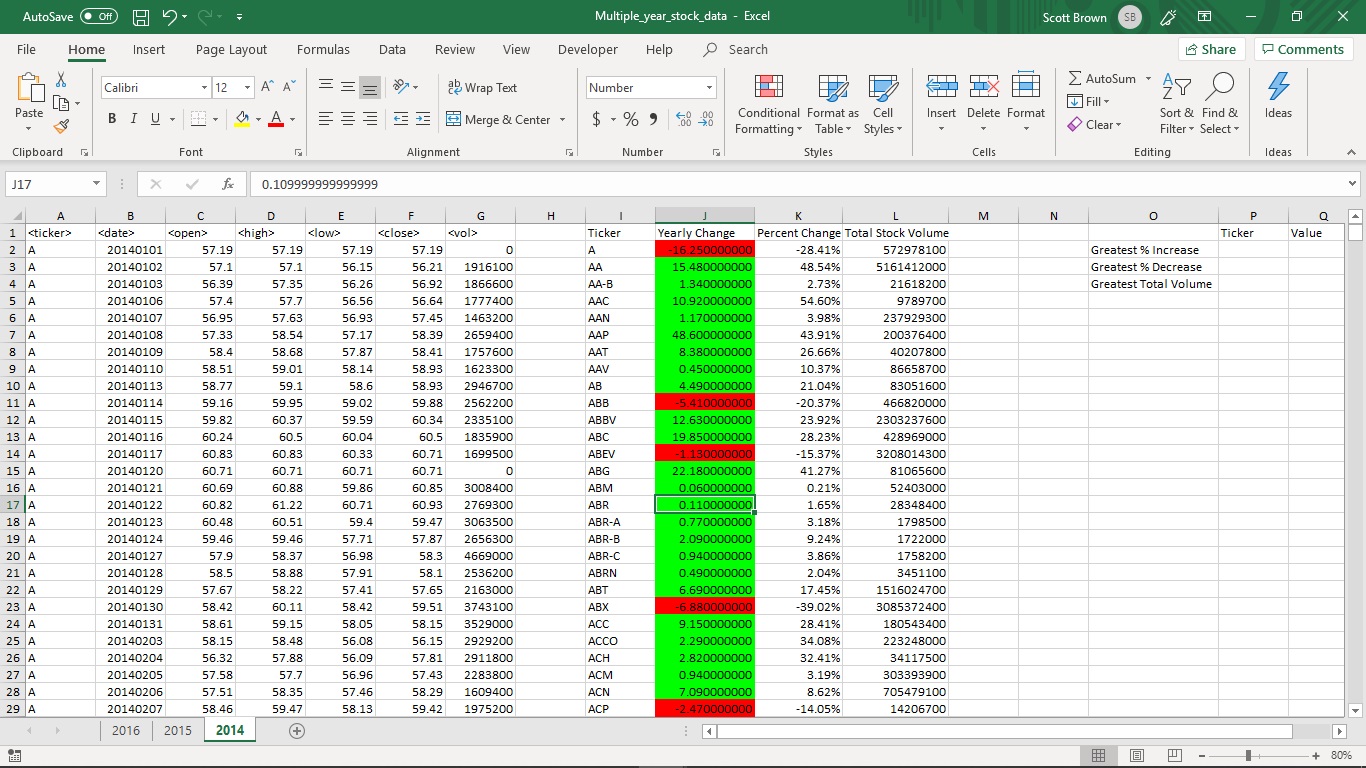 AutoSave Off Multiple_year_stock_data - Excel Scott Brown SB
File Home Insert Page Layout Formulas Data Review View Developer Help Search Share Comments
Calibri 12 A A ab Wrap Text Number AutoSum
Paste B I U A Merge & Center $ % , Conditional Formatting Format as Table Cell Styles Insert Delete Format Fill Clear Sort & Filter Find & Select Ideas
Clipboard Font Alignment Number Styles Cells Editing Ideas
J17 fx 0.109999999999999
A B C D E F G H I J K L M N O P Q
1 <ticker> <date> <open> <high> <low> <close> <vol> Ticker Yearly Change Percent Change Total Stock Volume Ticker Value
2 A 20140101 57.19 57.19 57.19 57.19 0 A -16.250000000 -28.41% 572978100 Greatest % Increase
3 A 20140102 57.1 57.1 56.15 56.21 1916100 AA 15.480000000 48.54% 5161412000 Greatest % Decrease
4 A 20140103 56.39 57.35 56.26 56.92 1866600 AA-B 1.340000000 2.73% 21618200 Greatest Total Volume
5 A 20140106 57.4 57.7 56.56 56.64 1777400 AAC 10.920000000 54.60% 9789700
6 A 20140107 56.95 57.63 56.93 57.45 1463200 AAN 1.170000000 3.98% 237929300
7 A 20140108 57.33 58.54 57.17 58.39 2659400 AAP 48.600000000 43.91% 200376400
8 A 20140109 58.4 58.68 57.87 58.41 1757600 AAT 8.380000000 26.66% 40207800
9 A 20140110 58.51 59.01 58.14 58.93 1623300 AAV 0.450000000 10.37% 86658700
10 A 20140113 58.77 59.1 58.6 58.93 2946700 AB 4.490000000 21.04% 83051600
11 A 20140114 59.16 59.95 59.02 59.88 2562200 ABB -5.410000000 -20.37% 466820000
12 A 20140115 59.82 60.37 59.59 60.34 2335100 ABBV 12.630000000 23.92% 2303237600
13 A 20140116 60.24 60.5 60.04 60.5 1835900 ABC 19.850000000 28.23% 428969000
14 A 20140117 60.83 60.83 60.33 60.71 1699500 ABEV -1.130000000 -15.37% 3208014300
15 A 20140120 60.71 60.71 60.71 60.71 0 ABG 22.180000000 41.27% 81065600
16 A 20140121 60.69 60.88 59.86 60.85 3008400 ABM 0.060000000 0.21% 52403000
17 A 20140122 60.82 61.22 60.71 60.93 2769300 ABR 0.110000000 1.65% 28348400
18 A 20140123 60.48 60.51 59.4 59.47 3063500 ABR-A 0.770000000 3.18% 1798500
19 A 20140124 59.46 59.46 57.71 57.87 2656300 ABR-B 2.090000000 9.24% 1722000
20 A 20140127 57.9 58.37 56.98 58.3 4669000 ABR-C 0.940000000 3.86% 1758200
21 A 20140128 58.5 58.88 57.91 58.1 2536200 ABRN 0.490000000 2.04% 3451100
22 A 20140129 57.67 58.22 57.41 57.65 2163000 ABT 6.690000000 17.45% 1516024700
23 A 20140130 58.42 60.11 58.42 59.51 3743100 ABX -6.880000000 -39.02% 3085372400
24 A 20140131 58.61 59.15 58.05 58.15 3529000 ACC 9.150000000 28.41% 180543400
25 A 20140203 58.15 58.48 56.08 56.15 2929200 ACCO 2.290000000 34.08% 223248000
26 A 20140204 56.32 57.88 56.09 57.81 2911800 ACH 2.820000000 32.41% 34117500
27 A 20140205 57.58 57.7 56.96 57.43 2283800 ACM 0.940000000 3.19% 303393900
28 A 20140206 57.51 58.35 57.46 58.29 1609400 ACN 7.090000000 8.62% 705479100
29 A 20140207 58.46 59.47 58.13 59.42 1975200 ACP -2.470000000 -14.05% 14206700
2016 2015 2014
80%